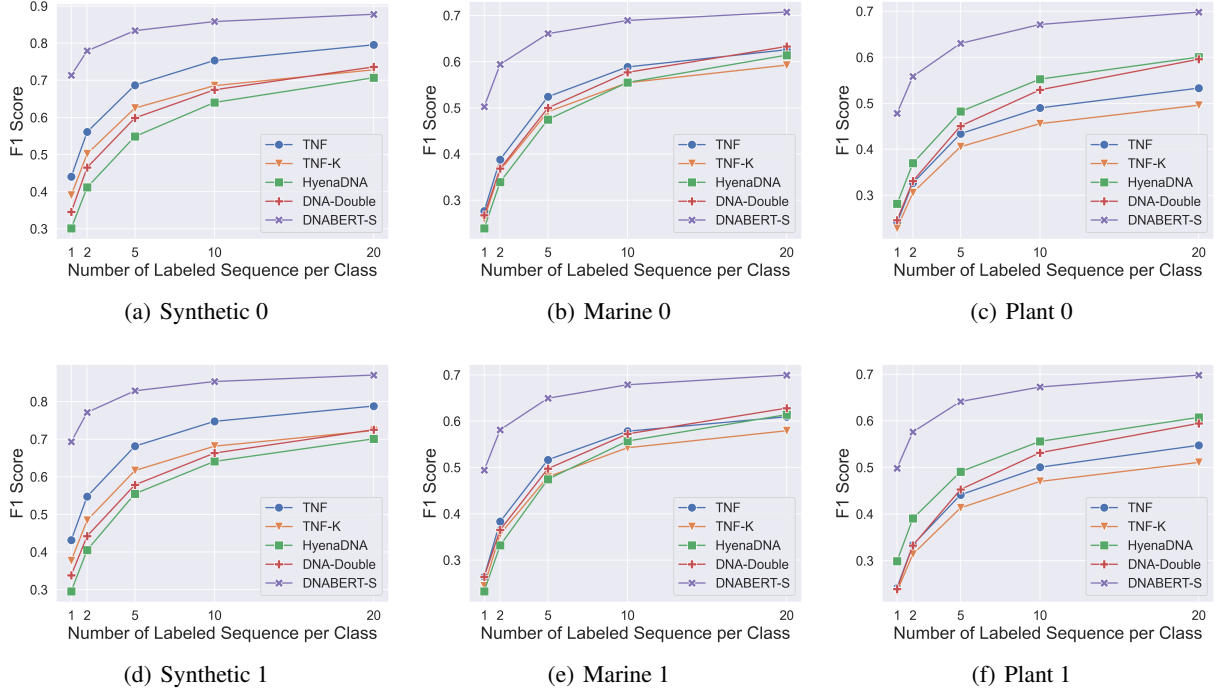 0.9
0.8
0.7
0.6
0.5
0.4
0.3
F1 Score
TNF
TNF-K
HyenaDNA
DNA-Double
DNABERT-S
1 2 5 10 20
Number of Labeled Sequence per Class
(a) Synthetic 0
0.7
0.6
0.5
0.4
0.3
F1 Score
TNF
TNF-K
HyenaDNA
DNA-Double
DNABERT-S
1 2 5 10 20
Number of Labeled Sequence per Class
(b) Marine 0
0.7
0.6
0.5
0.4
0.3
F1 Score
TNF
TNF-K
HyenaDNA
DNA-Double
DNABERT-S
1 2 5 10 20
Number of Labeled Sequence per Class
(c) Plant 0
0.8
0.7
0.6
0.5
0.4
0.3
F1 Score
TNF
TNF-K
HyenaDNA
DNA-Double
DNABERT-S
1 2 5 10 20
Number of Labeled Sequence per Class
(d) Synthetic 1
0.7
0.6
0.5
0.4
0.3
F1 Score
TNF
TNF-K
HyenaDNA
DNA-Double
DNABERT-S
1 2 5 10 20
Number of Labeled Sequence per Class
(e) Marine 1
0.7
0.6
0.5
0.4
0.3
F1 Score
TNF
TNF-K
HyenaDNA
DNA-Double
DNABERT-S
1 2 5 10 20
Number of Labeled Sequence per Class
(f) Plant 1